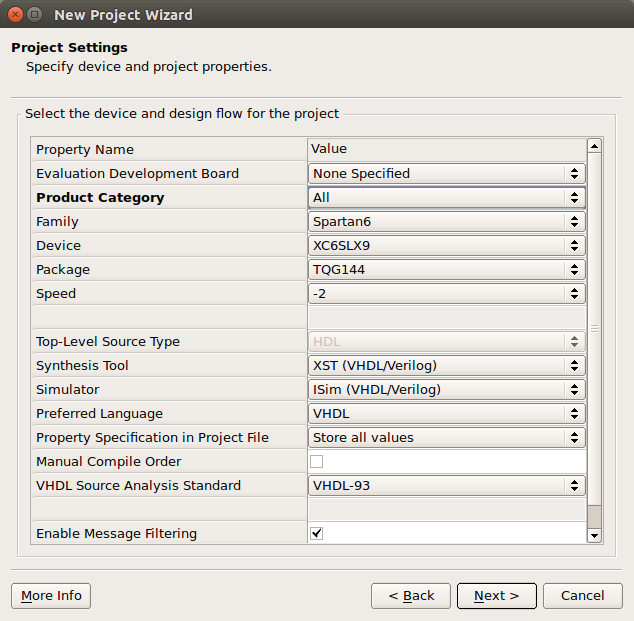 New Project Wizard
Project Settings
Specify device and project properties.
Select the device and design flow for the project
Property Name Value
Evaluation Development Board None Specified
Product Category All
Family Spartan6
Device XC6SLX9
Package TQG144
Speed -2
Top-Level Source Type HDL
Synthesis Tool XST (VHDL/Verilog)
Simulator ISim (VHDL/Verilog)
Preferred Language VHDL
Property Specification in Project File Store all values
Manual Compile Order
VHDL Source Analysis Standard VHDL-93
Enable Message Filtering
More Info < Back Next > Cancel